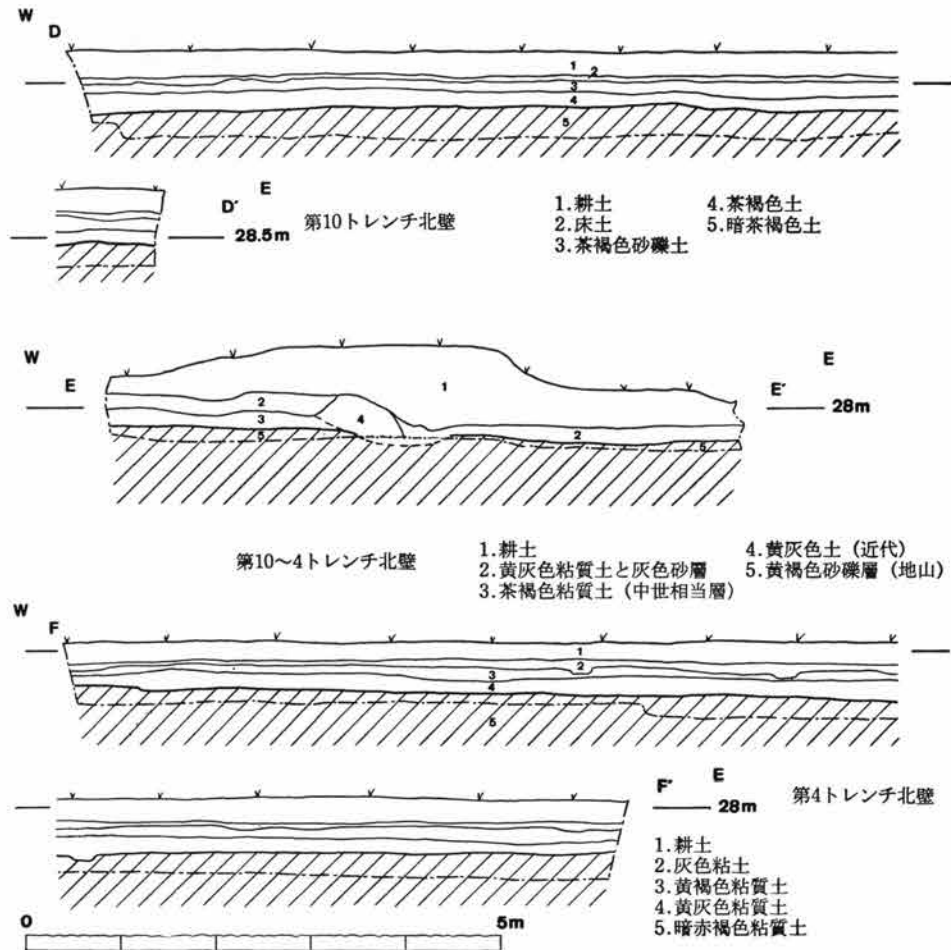 W
D
1
2
3
4
5
E
D′
28.5m
第10トレンチ北壁
1.耕土
2.床土
3.茶褐色砂礫土
4.茶褐色土
5.暗茶褐色土
W
E
E
E′
28m
1
2
3
4
5
2
5
第10～4トレンチ北壁
1.耕土
2.黄灰色粘質土と灰色砂層
3.茶褐色粘質土（中世相当層）
4.黄灰色土（近代）
5.黄褐色砂礫層（地山）
W
F
1
2
3
4
5
F′
E
28m
第4トレンチ北壁
1.耕土
2.灰色粘土
3.黄褐色粘質土
4.黄灰色粘質土
5.暗赤褐色粘質土
0
5m